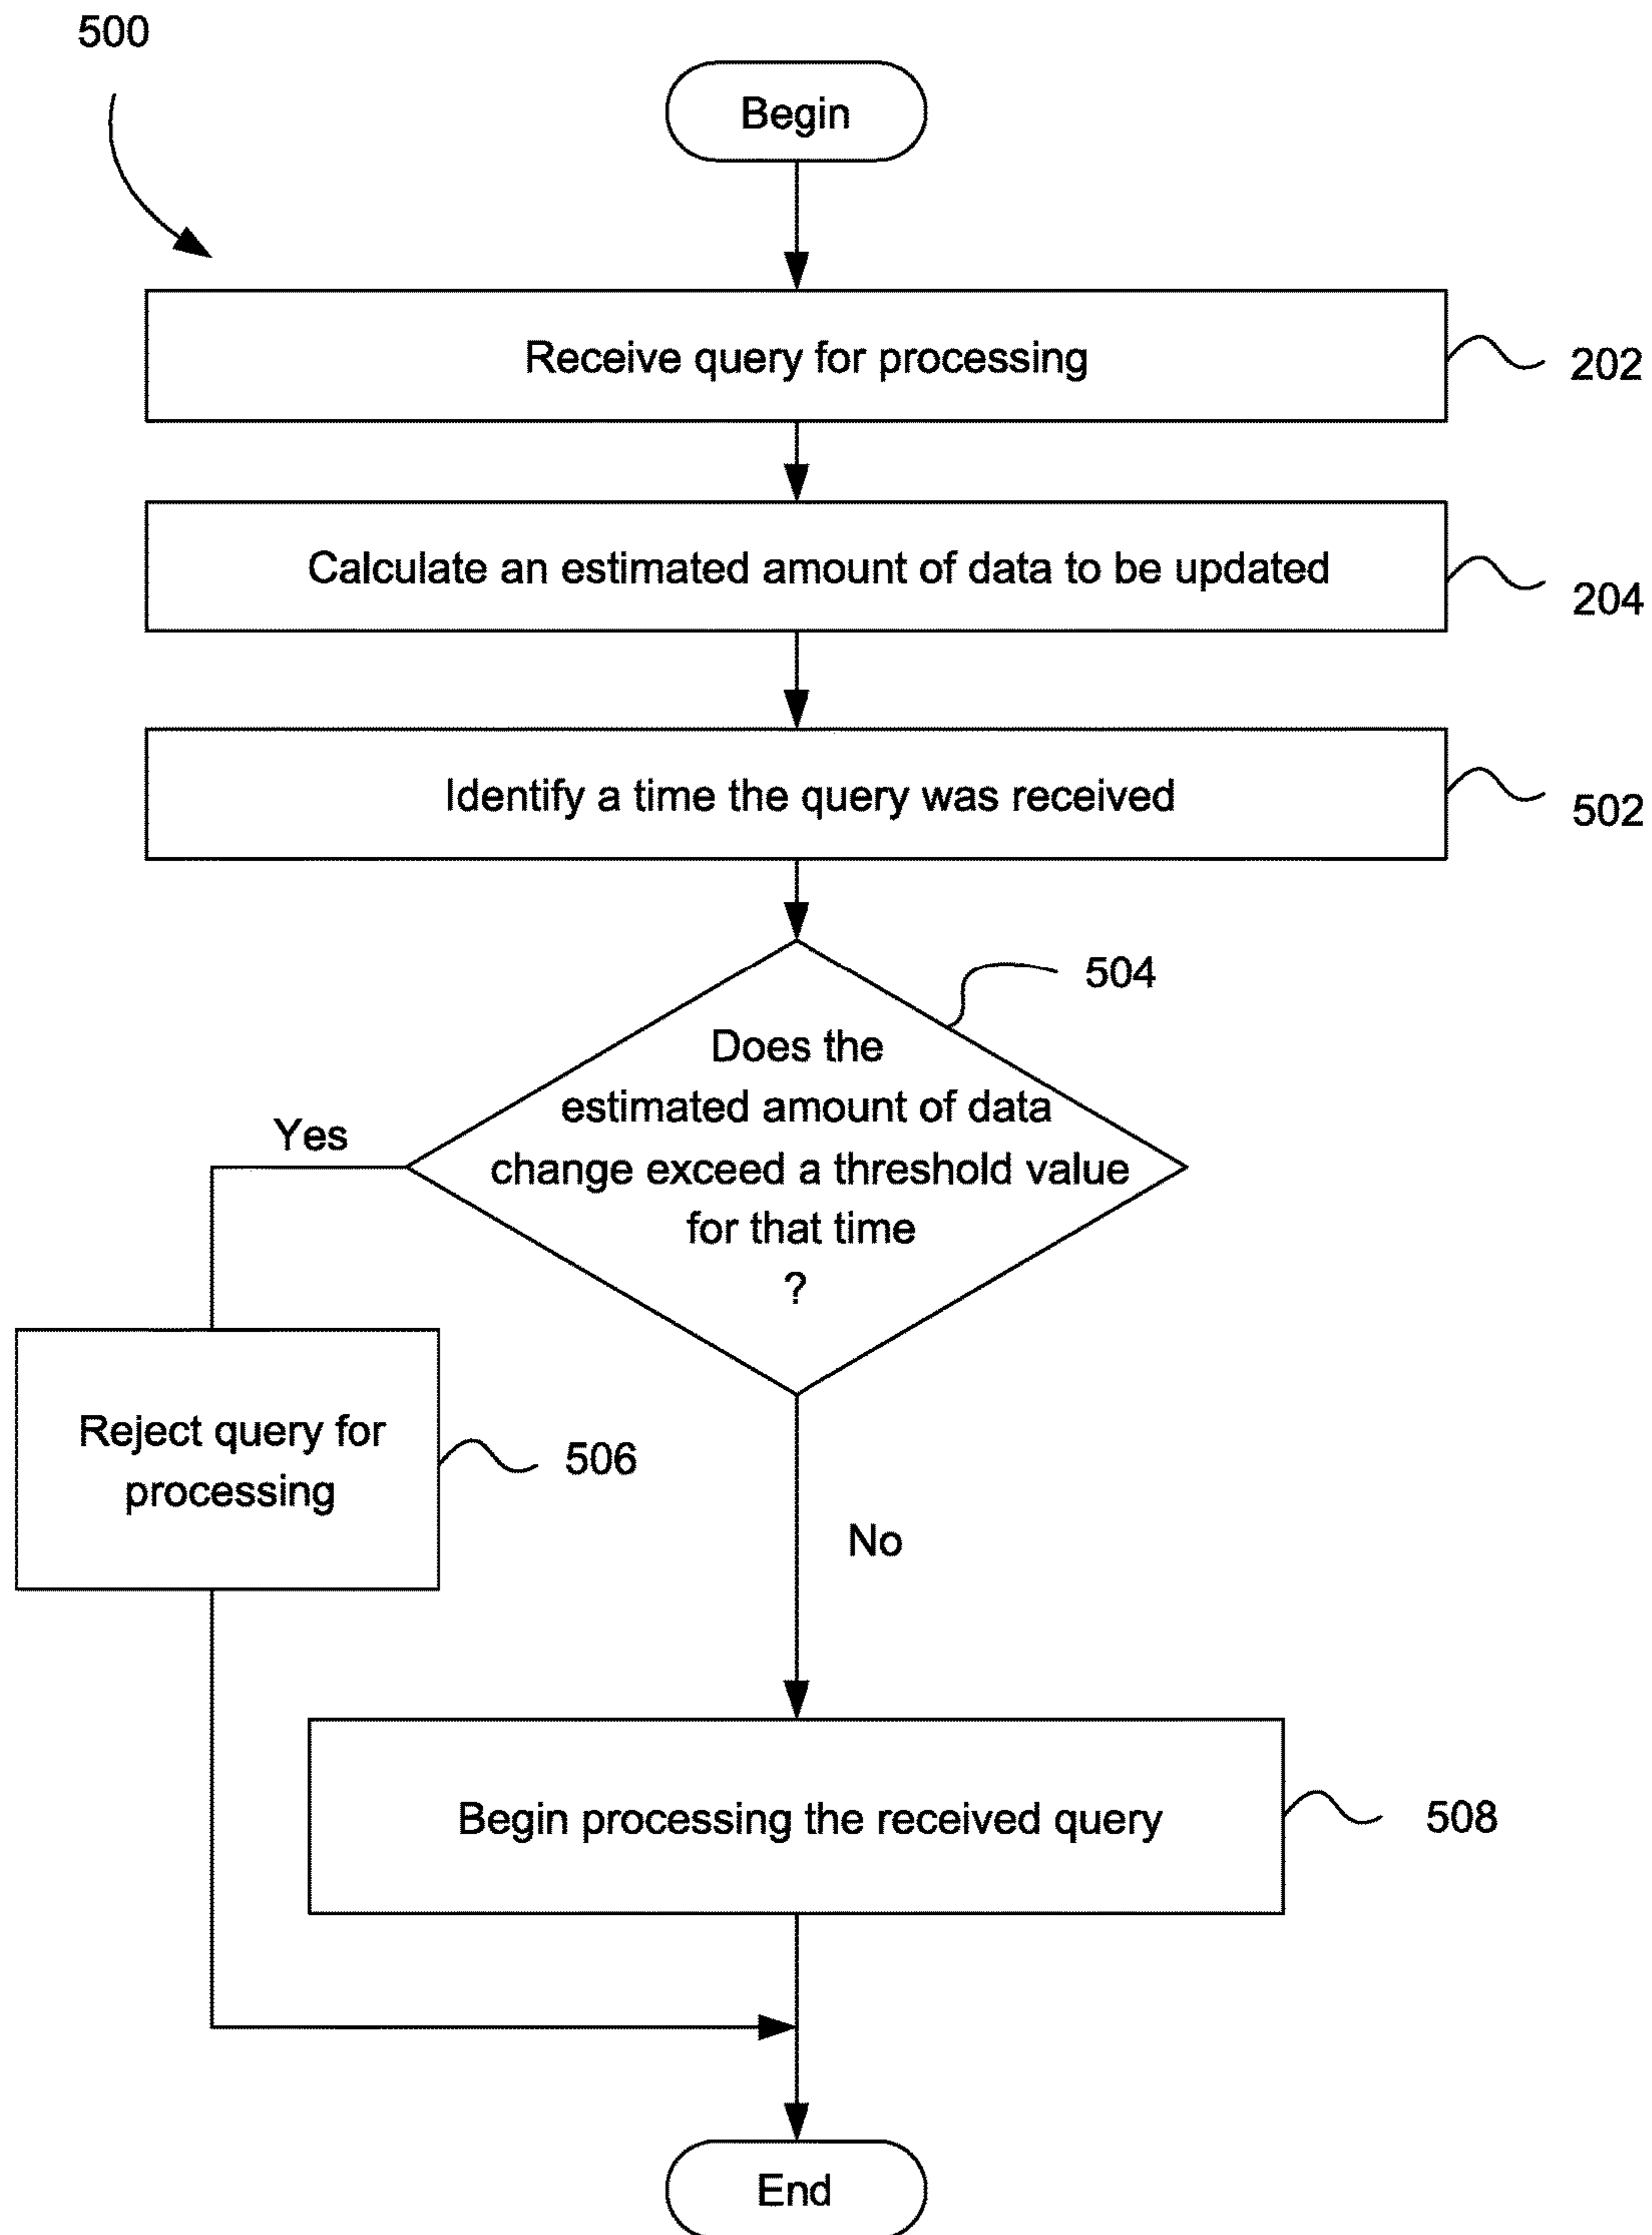 500
Begin
Receive query for processing
202
Calculate an estimated amount of data to be updated
204
Identify a time the query was received
502
504
Does the
estimated amount of data
change exceed a threshold value
for that time
?
Yes
Reject query for
processing
506
No
Begin processing the received query
508
End